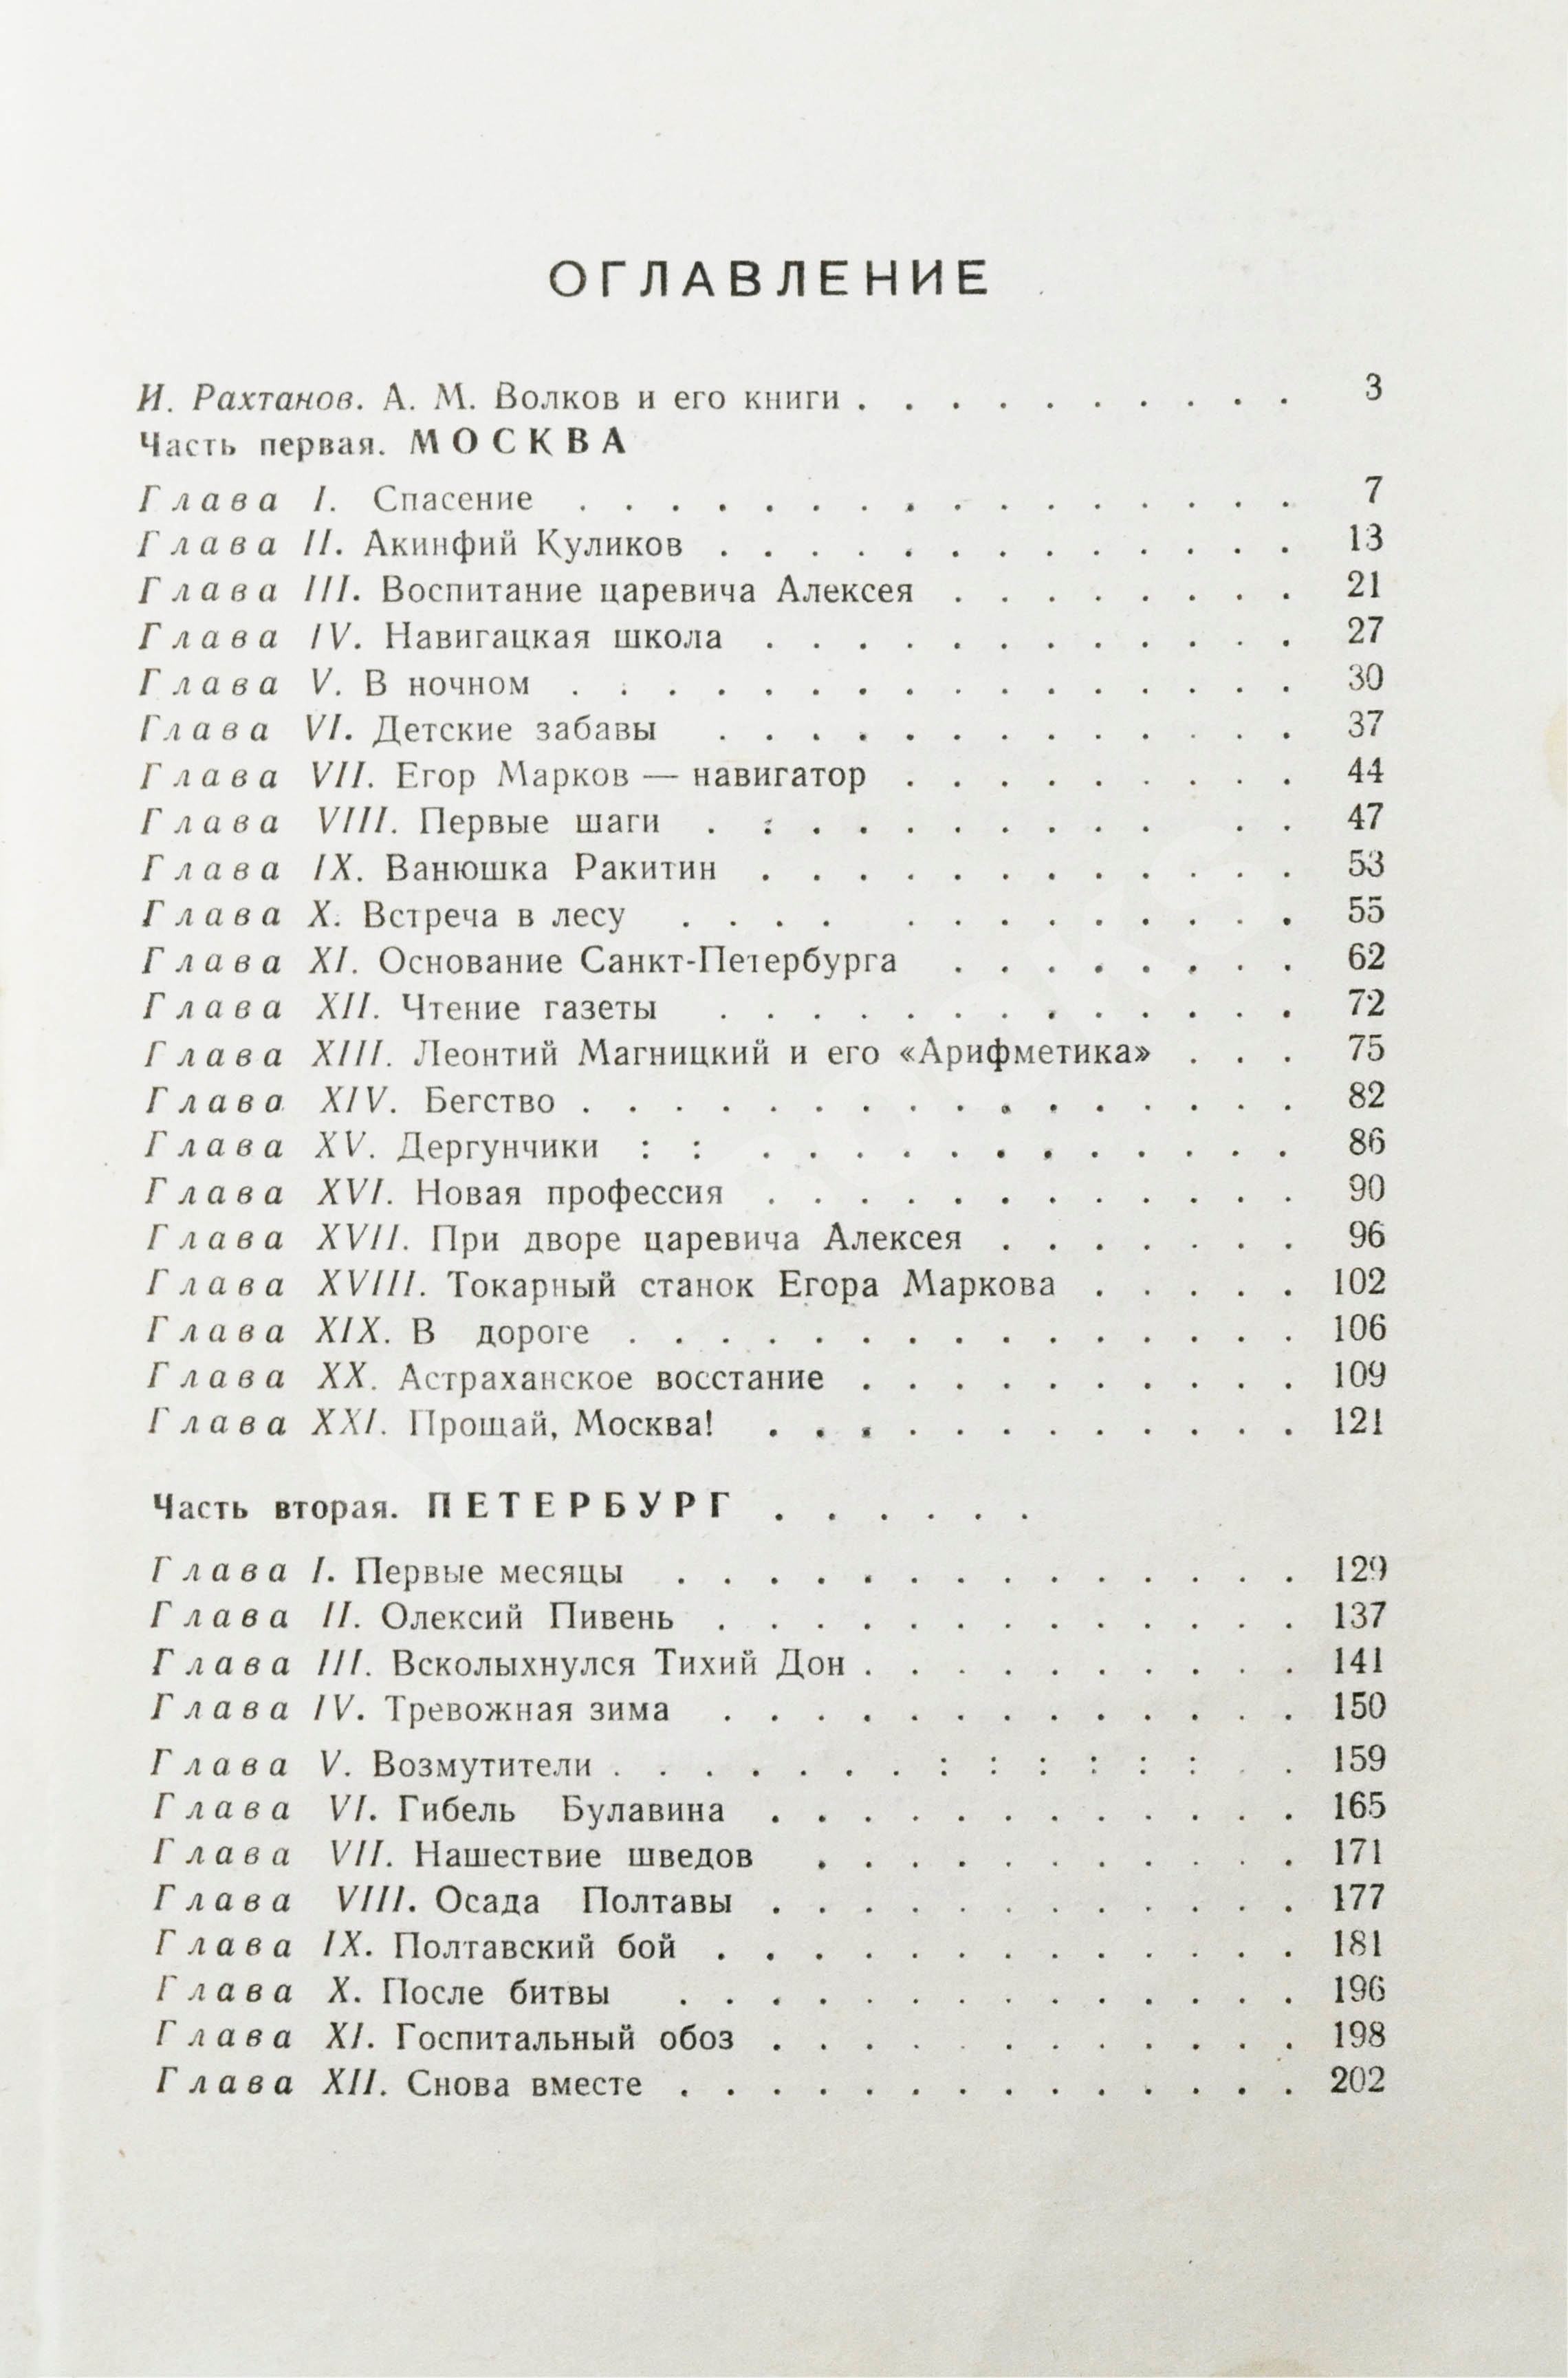 ОГЛАВЛЕНИЕ
И. Рахтанов. А. М. Волков и его книги . . . . . . . . . . 3
Часть первая. МОСКВА
Глава I. Спасение . . . . . . . . . . . . . . . . 7
Глава II. Акинфий Куликов . . . . . . . . . . . . . 13
Глава III. Воспитание царевича Алексея . . . . . . . . 21
Глава IV. Навигацкая школа . . . . . . . . . . . . 27
Глава V. В ночном . . . . . . . . . . . . . . . . 30
Глава VI. Детские забавы . . . . . . . . . . . . . 37
Глава VII. Егор Марков — навигатор . . . . . . . . . 44
Глава VIII. Первые шаги . : . . . . . . . . . . 47
Глава IX. Ванюшка Ракитин . . . . . . . . . . . . 53
Глава X. Встреча в лесу . . . . . . . . . . . . . 55
Глава XI. Основание Санкт-Петербурга . . . . . . . . 62
Глава XII. Чтение газеты . . . . . . . . . . . . . 72
Глава XIII. Леонтий Магницкий и его «Арифметика» . . . 75
Глава XIV. Бегство . . . . . . . . . . . . . . . . 82
Глава XV. Дергунчики : : . . . . . . . . . . . . 86
Глава XVI. Новая профессия . . . . . . . . . . . . 90
Глава XVII. При дворе царевича Алексея . . . . . . . 96
Глава XVIII. Токарный станок Егора Маркова . . . . . 102
Глава XIX. В дороге . . . . . . . . . . . . . . . 106
Глава XX. Астраханское восстание . . . . . . . . . . 109
Глава XXI. Прощай, Москва! . . . . . . . . . . . . 121
Часть вторая. ПЕТЕРБУРГ . . . . . .
Глава I. Первые месяцы . . . . . . . . . . . . . . 129
Глава II. Олексий Пивень . . . . . . . . . . . . . 137
Глава III. Всколыхнулся Тихий Дон . . . . . . . . . . 141
Глава IV. Тревожная зима . . . . . . . . . . . . . 150
Глава V. Возмутители . . . . . . . : : : : : : . . 159
Глава VI. Гибель Булавина . . . . . . . . . . . . 165
Глава VII. Нашествие шведов . . . . . . . . . . . 171
Глава VIII. Осада Полтавы . . . . . . . . . . . . 177
Глава IX. Полтавский бой . . . . . . . . . . . . . 181
Глава X. После битвы . . . . . . . . . . . . . . 196
Глава XI. Госпитальный обоз . . . . . . . . . . . . 198
Глава XII. Снова вместе . . . . . . . . . . . . . . 202